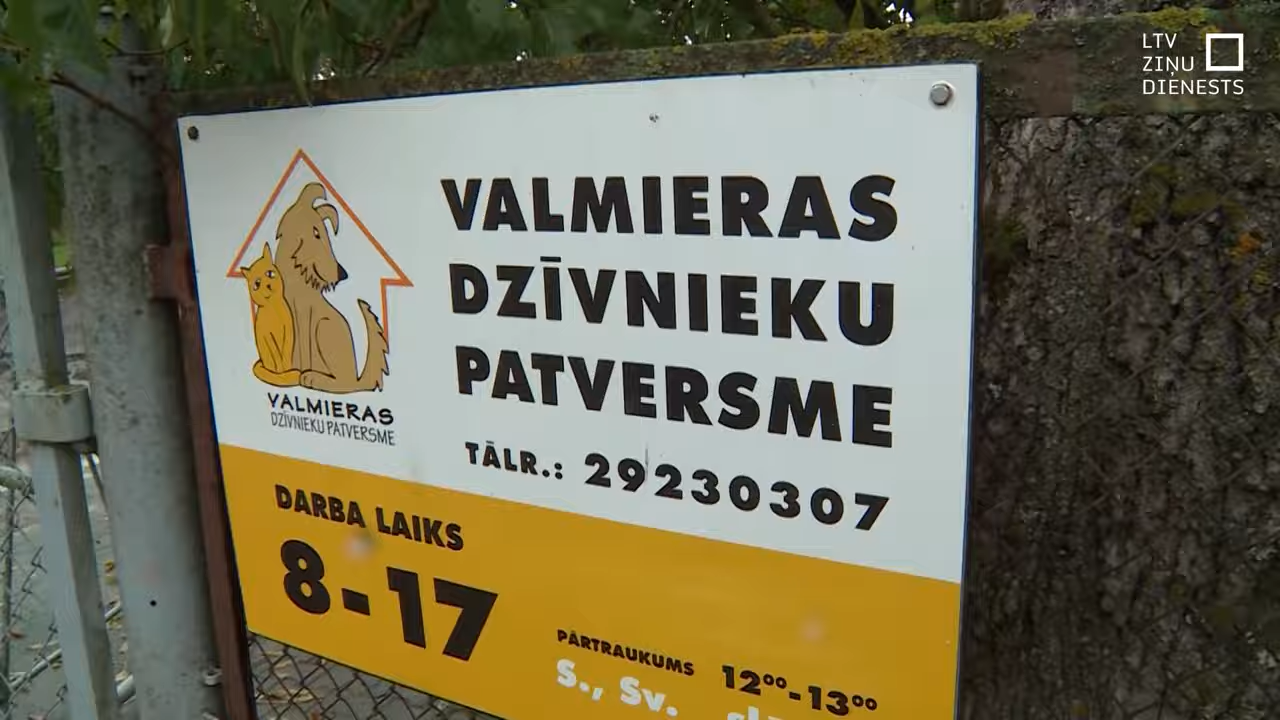 LTV
ZIŅU
DIENESTS
VALMIERAS
DZĪVNIEKU
PATVERSME
VALMIERAS
DZĪVNIEKU PATVERSME
TĀLR.: 29230307
DARBA LAIKS
8-17
PĀRTRAUKUMS 12⁰⁰-13⁰⁰
S., Sv.